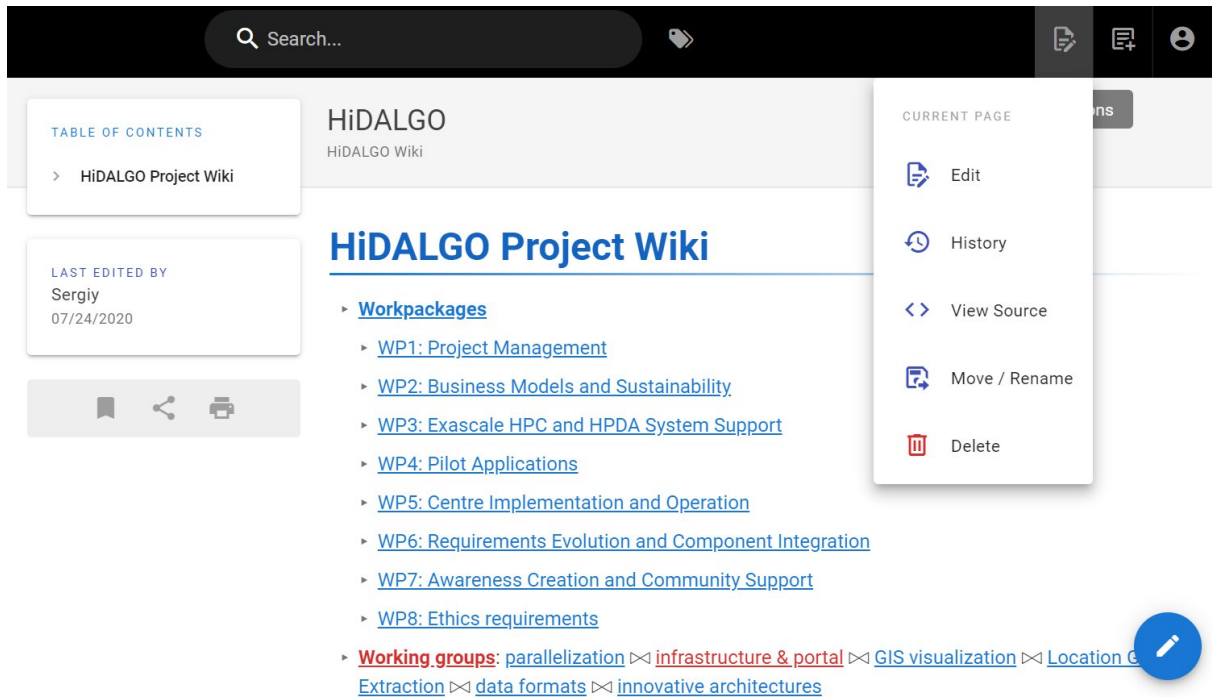 Search...
TABLE OF CONTENTS
HiDALGO Project Wiki
LAST EDITED BY
Sergiy
07/24/2020
HiDALGO
HiDALGO Wiki
CURRENT PAGE
Edit
History
View Source
Move / Rename
Delete
HiDALGO Project Wiki
Workpackages
WP1: Project Management
WP2: Business Models and Sustainability
WP3: Exascale HPC and HPDA System Support
WP4: Pilot Applications
WP5: Centre Implementation and Operation
WP6: Requirements Evolution and Component Integration
WP7: Awareness Creation and Community Support
WP8: Ethics requirements
Working groups: parallelization ⋈ infrastructure & portal ⋈ GIS visualization ⋈ Location
Extraction ⋈ data formats ⋈ innovative architectures